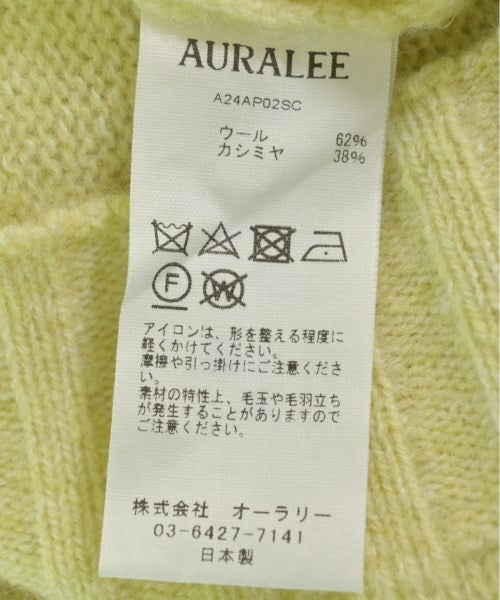 AURALEE
A24AP02SC
ウール 62%
カシミヤ 38%
F W
アイロンは、形を整える程度に
軽くかけてください。
摩擦や引っ掛けにご注意くださ
い。
素材の特性上、毛玉や毛羽立ち
が発生することがありますので
ご注意ください。
株式会社 オーラリー
03-6427-7141
日本製